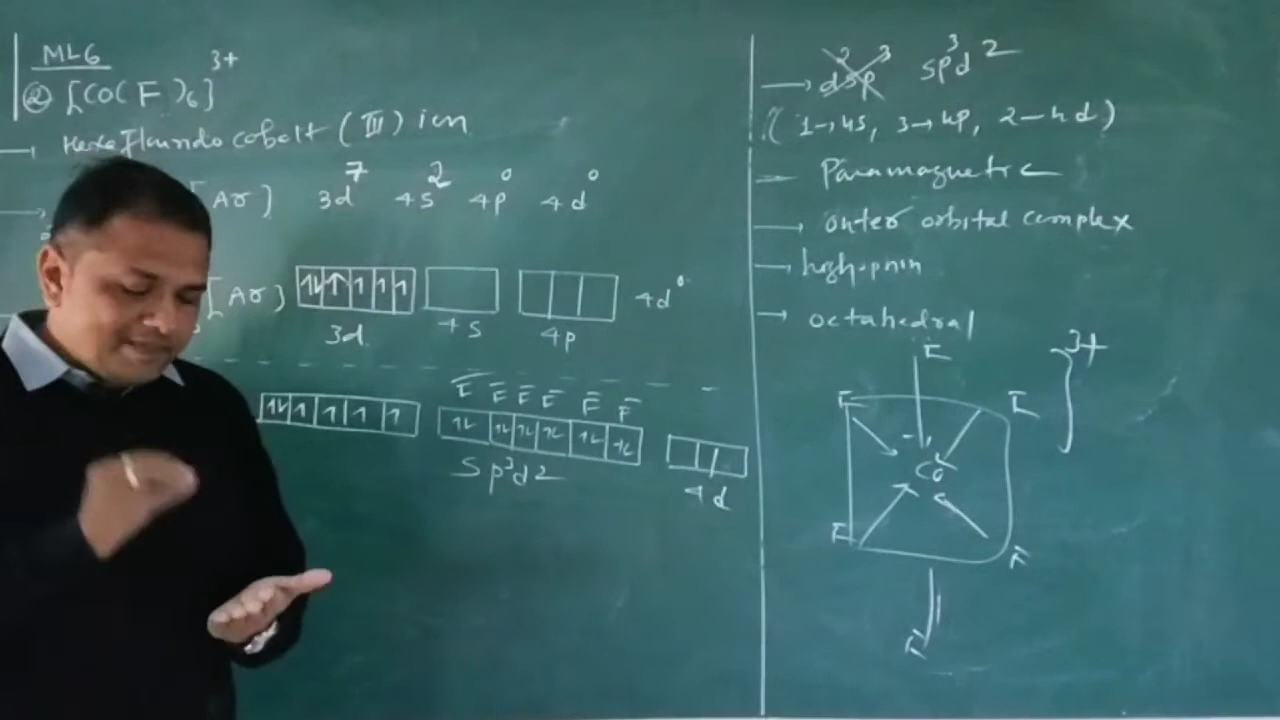 ML6
② [CO(F)6]3+
→ Hexafluorido cobalt (III) ion
→ [Ar] 3d7 4s2 4p0 4d0
[Ar] 4d0
3d 4s 4p
F F F F F F
sp3d2 4d
→ d2sp3 sp3d2
(1→4s, 3→4p, 2→4d)
→ Paramagnetic
→ outer orbital complex
→ high-spin
→ octahedral
3+
F
F F
CO
F F
F